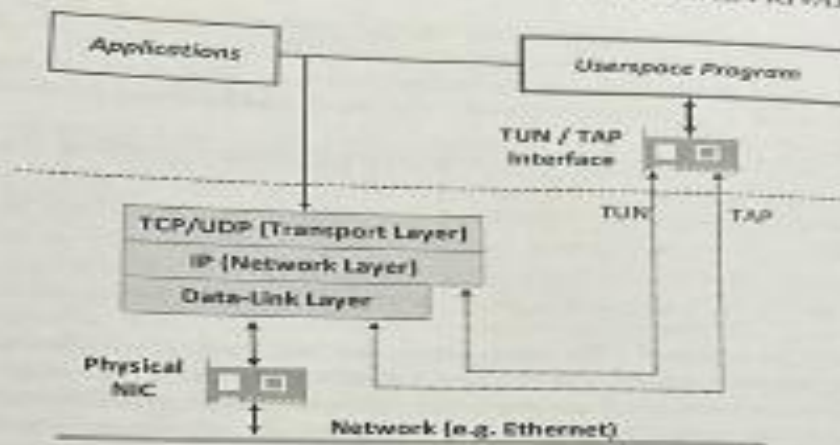 Applications
Userspace Program
TUN / TAP
Interface
TUN
TAP
TCP/UDP (Transport Layer)
IP (Network Layer)
Data-Link Layer
Physical
NIC
Network (e.g. Ethernet)